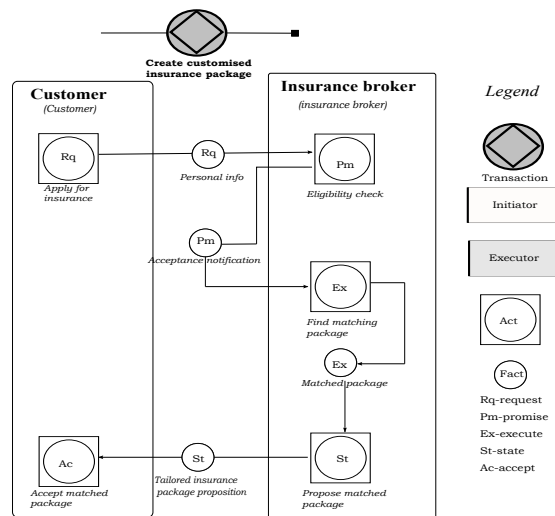 Create customised
insurance package
Customer
(Customer)
Insurance broker
(insurance broker)
Legend
Rq
Apply for
insurance
Rq
Personal info
Pm
Eligibility check
Transaction
Initiator
Pm
Acceptance notification
Executor
Ex
Find matching
package
Act
Ex
Matched package
Fact
Rq-request
Pm-promise
Ex-execute
St-state
Ac-accept
Ac
Accept matched
package
St
Tailored insurance
package proposition
St
Propose matched
package